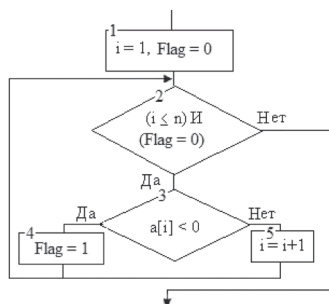 1
i = 1, Flag = 0
2
(i ≤ n) И
(Flag = 0)
Нет
Да
3
Да
a[i] < 0
Нет
4
Flag = 1
5
i = i+1